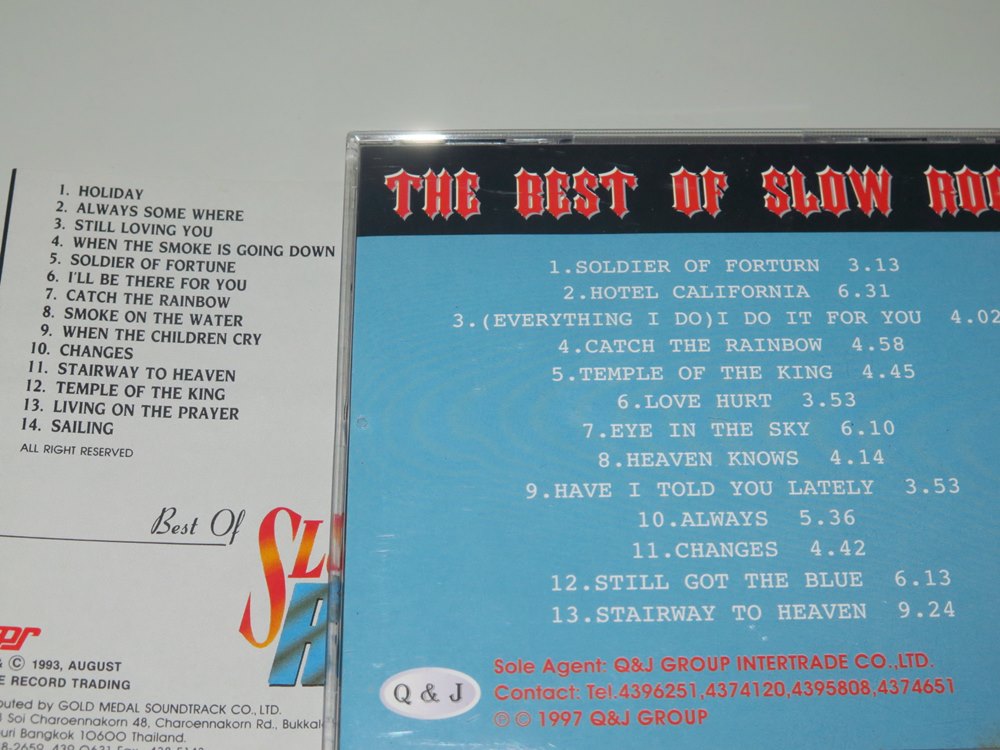 1. HOLIDAY
2. ALWAYS SOME WHERE
3. STILL LOVING YOU
4. WHEN THE SMOKE IS GOING DOWN
5. SOLDIER OF FORTUNE
6. I'LL BE THERE FOR YOU
7. CATCH THE RAINBOW
8. SMOKE ON THE WATER
9. WHEN THE CHILDREN CRY
10. CHANGES
11. STAIRWAY TO HEAVEN
12. TEMPLE OF THE KING
13. LIVING ON THE PRAYER
14. SAILING
ALL RIGHT RESERVED
Best Of
& © 1993, AUGUST
RECORD TRADING
GOLD MEDAL SOUNDTRACK CO., LTD.
Soi Charoennakorn 48, Charoennakorn Rd.,
Bangkok 10600 Thailand.
THE BEST OF SLOW
1.SOLDIER OF FORTURN 3.13
2.HOTEL CALIFORNIA 6.31
3.(EVERYTHING I DO)I DO IT FOR YOU 4.02
4.CATCH THE RAINBOW 4.58
5.TEMPLE OF THE KING 4.45
6.LOVE HURT 3.53
7.EYE IN THE SKY 6.10
8.HEAVEN KNOWS 4.14
9.HAVE I TOLD YOU LATELY 3.53
10.ALWAYS 5.36
11.CHANGES 4.42
12.STILL GOT THE BLUE 6.13
13.STAIRWAY TO HEAVEN 9.24
Q & J
Sole Agent: Q&J GROUP INTERTRADE CO.,LTD.
Contact: Tel.4396251,4374120,4395808,4374651
© © 1997 Q&J GROUP